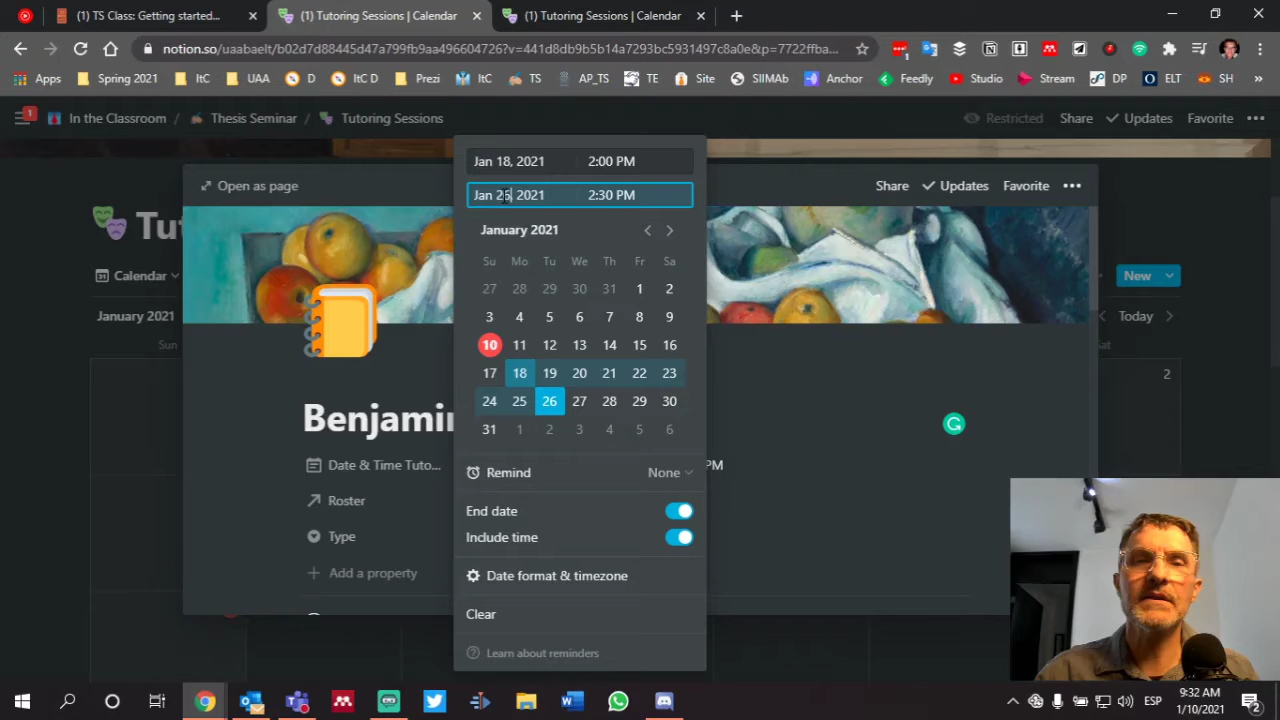 (1) TS Class: Getting started...
(1) Tutoring Sessions | Calendar
(1) Tutoring Sessions | Calendar
notion.so/uaabaelt/b02d7d88445d47a799fb9aa496604726?v=441d8db9b5b14a7293bc5931497c8a0e&p=7722ffba...
Apps Spring 2021 ItC UAA D ItC D Prezi ItC TS AP_TS TE Site SIIMAb Anchor Feedly Studio Stream DP ELT SH »
1 In the Classroom / Thesis Seminar / Tutoring Sessions Restricted Share Updates Favorite
Open as page Share Updates Favorite
Tu
Calendar New
January 2021 Today
Sun Sat
2
Jan 18, 2021 2:00 PM
Jan 26, 2021 2:30 PM
January 2021
Su Mo Tu We Th Fr Sa
27 28 29 30 31 1 2
3 4 5 6 7 8 9
10 11 12 13 14 15 16
17 18 19 20 21 22 23
24 25 26 27 28 29 30
31 1 2 3 4 5 6
Remind None
End date
Include time
Date format & timezone
Clear
Learn about reminders
Benjamin
Date & Time Tuto... PM
Roster
Type
Add a property
ESP 9:32 AM
1/10/2021 2